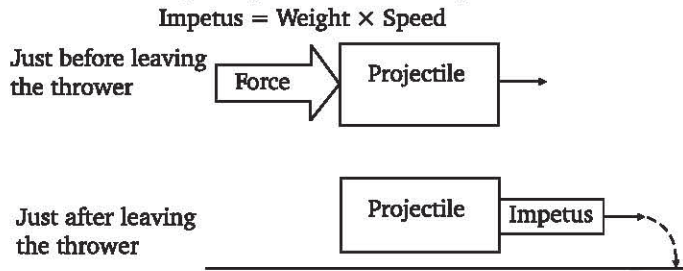 Impetus = Weight × Speed
Just before leaving
the thrower
Force
Projectile
Just after leaving
the thrower
Projectile
Impetus